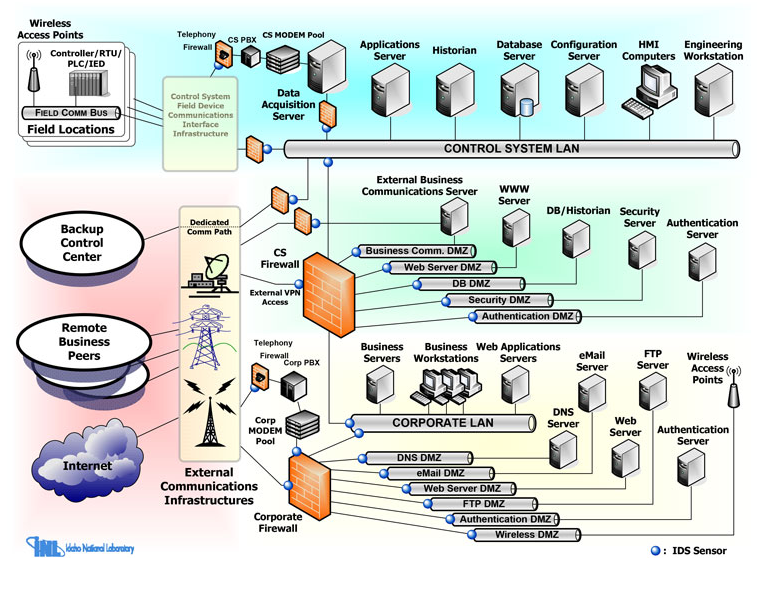 Wireless
Access Points
Controller/RTU/
PLC/IED
FIELD COMM BUS
Field Locations
Telephony
Firewall
CS PBX
CS MODEM Pool
Control System
Field Device
Communications
Interface
Infrastructure
Data
Acquisition
Server
Applications
Server
Historian
Database
Server
Configuration
Server
HMI
Computers
Engineering
Workstation
CONTROL SYSTEM LAN
Backup
Control
Center
Dedicated
Comm Path
External Business
Communications Server
WWW
Server
DB/Historian
Security
Server
Authentication
Server
CS
Firewall
External VPN
Access
Business Comm. DMZ
Web Server DMZ
DB DMZ
Security DMZ
Authentication DMZ
Remote
Business
Peers
Internet
External
Communications
Infrastructures
Telephony
Firewall
Corp PBX
Corp
MODEM
Pool
Corporate
Firewall
Business
Servers
Business
Workstations
Web Applications
Servers
eMail
Server
FTP
Server
Wireless
Access
Points
CORPORATE LAN
DNS
Server
Web
Server
Authentication
Server
DNS DMZ
eMail DMZ
Web Server DMZ
FTP DMZ
Authentication DMZ
Wireless DMZ
INL Idaho National Laboratory
: IDS Sensor